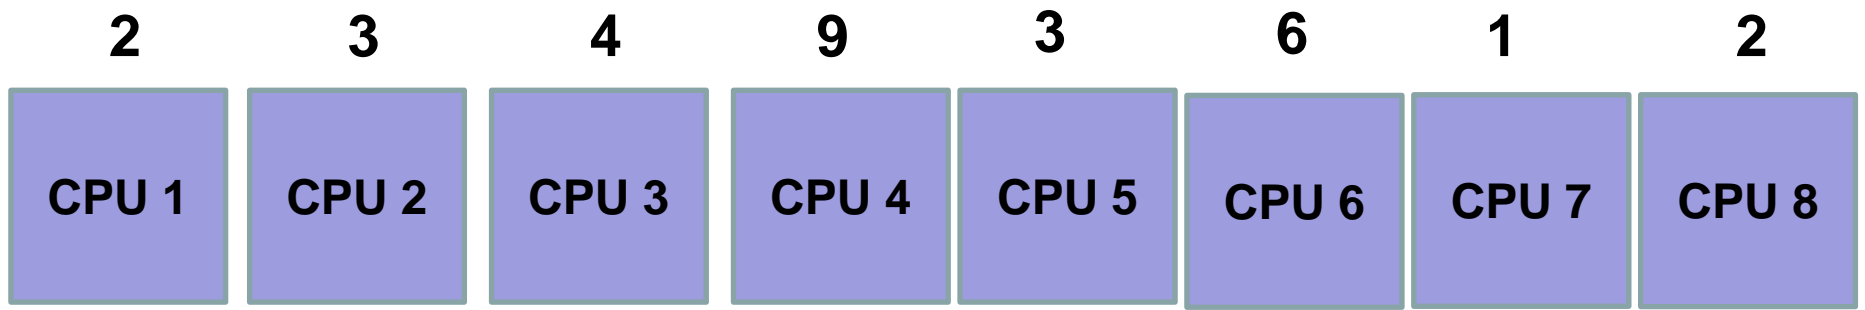 2 3 4 9 3 6 1 2
CPU 1 CPU 2 CPU 3 CPU 4 CPU 5 CPU 6 CPU 7 CPU 8